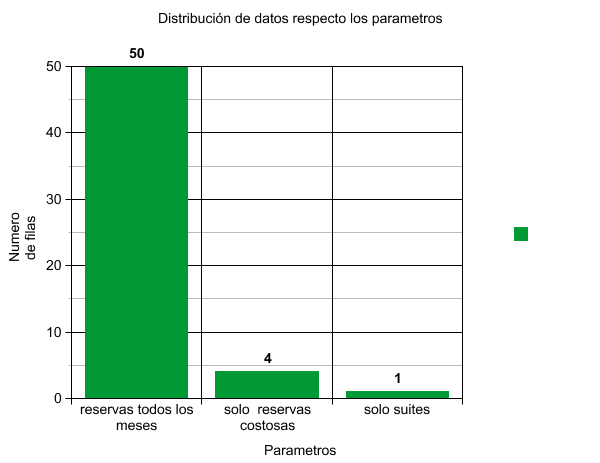 Distribución de datos respecto los parametros
50
4
1
50
40
30
20
10
0
Numero
de filas
reservas todos los
meses
solo  reservas
costosas
solo suites
Parametros